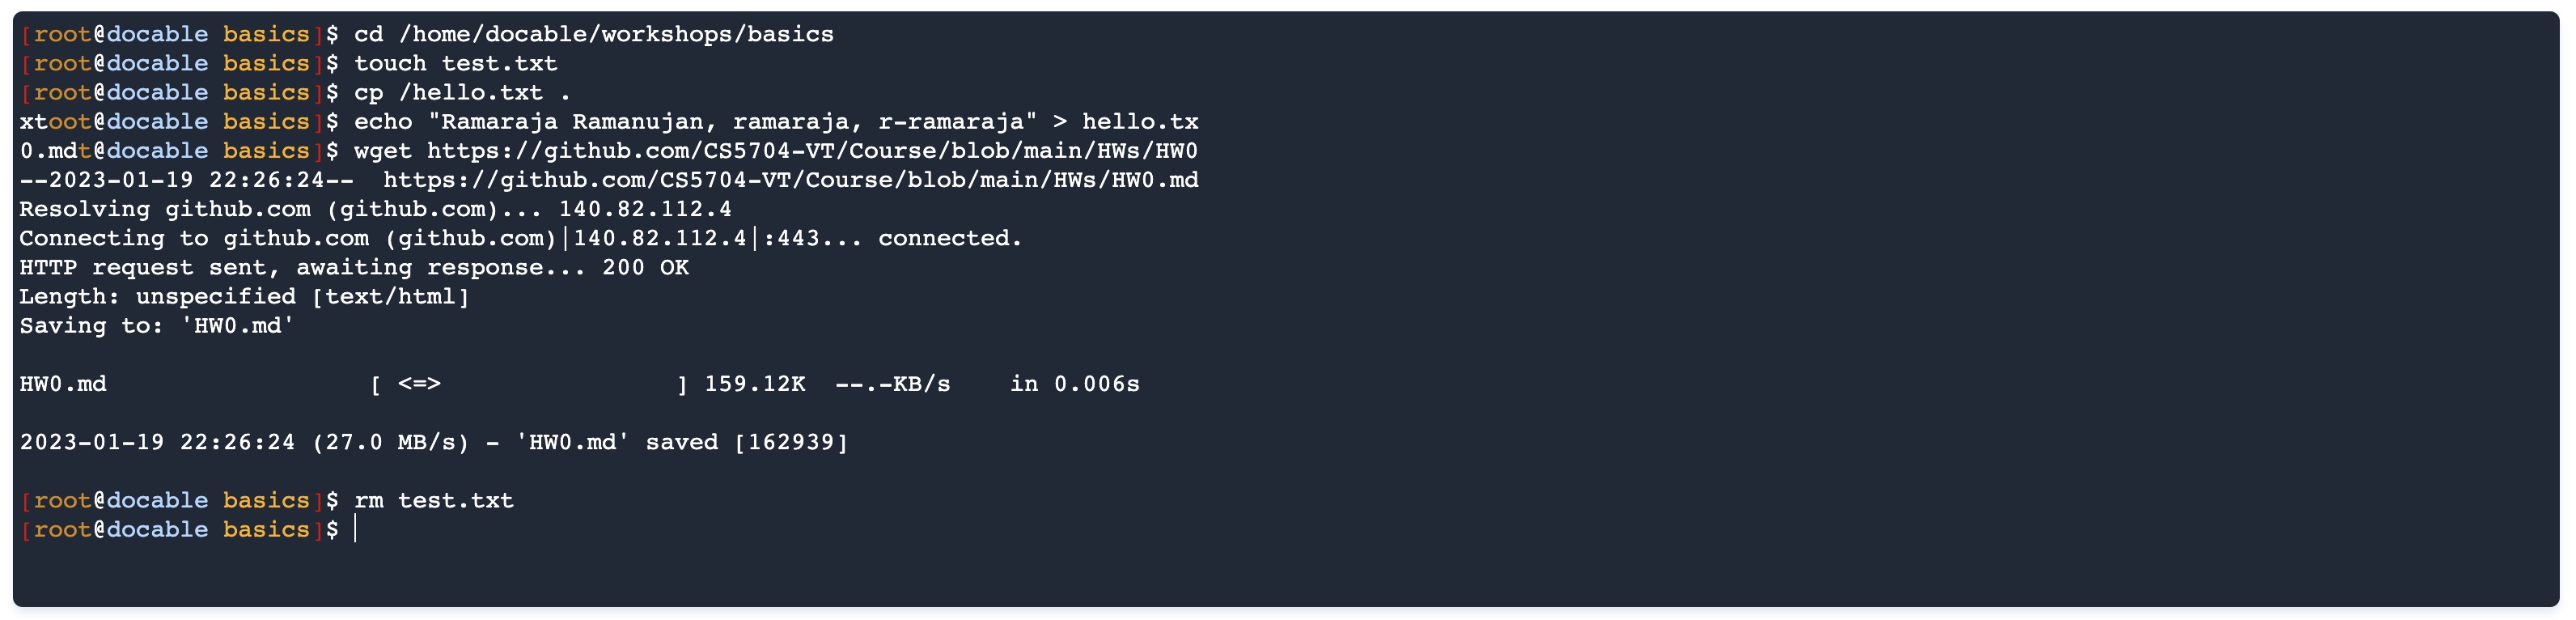 [root@docable basics]$ cd /home/docable/workshops/basics
[root@docable basics]$ touch test.txt
[root@docable basics]$ cp /hello.txt .
xtoot@docable basics]$ echo "Ramaraja Ramanujan, ramaraja, r-ramaraja" > hello.tx
0.mdt@docable basics]$ wget https://github.com/CS5704-VT/Course/blob/main/HWs/HW0
--2023-01-19 22:26:24--  https://github.com/CS5704-VT/Course/blob/main/HWs/HW0.md
Resolving github.com (github.com)... 140.82.112.4
Connecting to github.com (github.com)|140.82.112.4|:443... connected.
HTTP request sent, awaiting response... 200 OK
Length: unspecified [text/html]
Saving to: 'HW0.md'
HW0.md                  [ <=>                ] 159.12K  --.-KB/s    in 0.006s
2023-01-19 22:26:24 (27.0 MB/s) - 'HW0.md' saved [162939]
[root@docable basics]$ rm test.txt
[root@docable basics]$